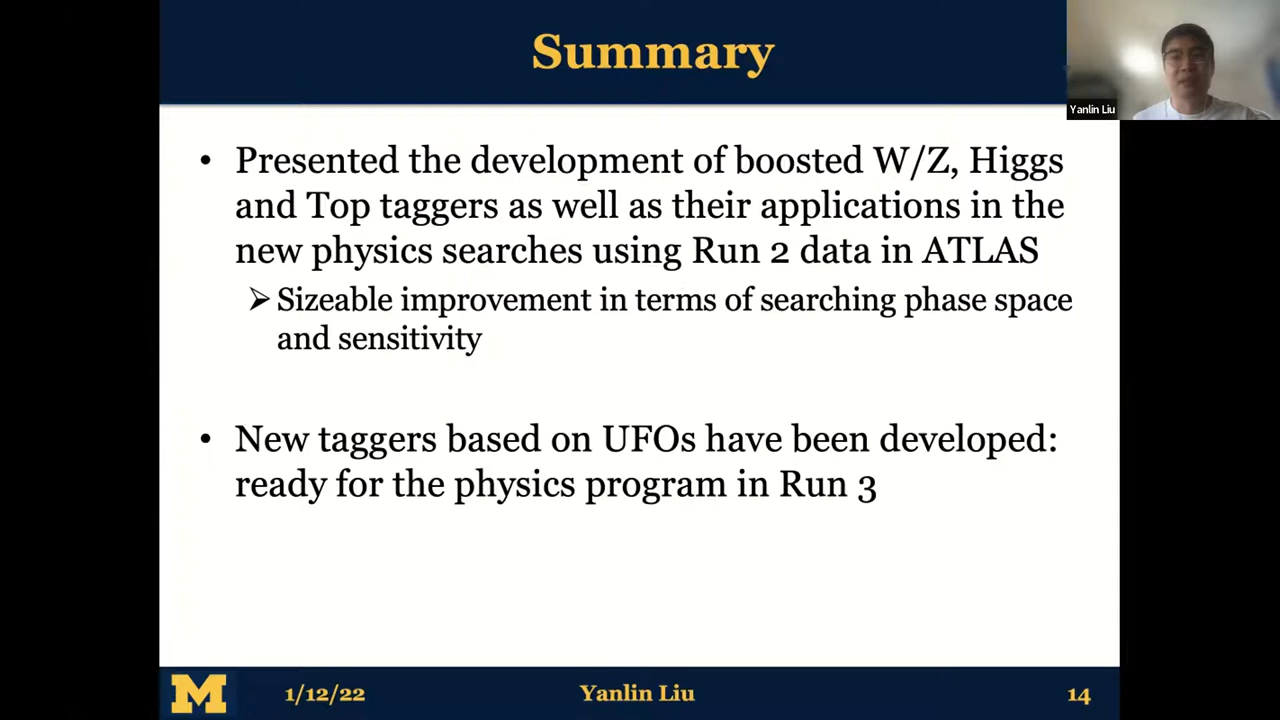 Summary
Yanlin Liu
• Presented the development of boosted W/Z, Higgs
and Top taggers as well as their applications in the
new physics searches using Run 2 data in ATLAS
➢ Sizeable improvement in terms of searching phase space
and sensitivity
• New taggers based on UFOs have been developed:
ready for the physics program in Run 3
M 1/12/22 Yanlin Liu 14